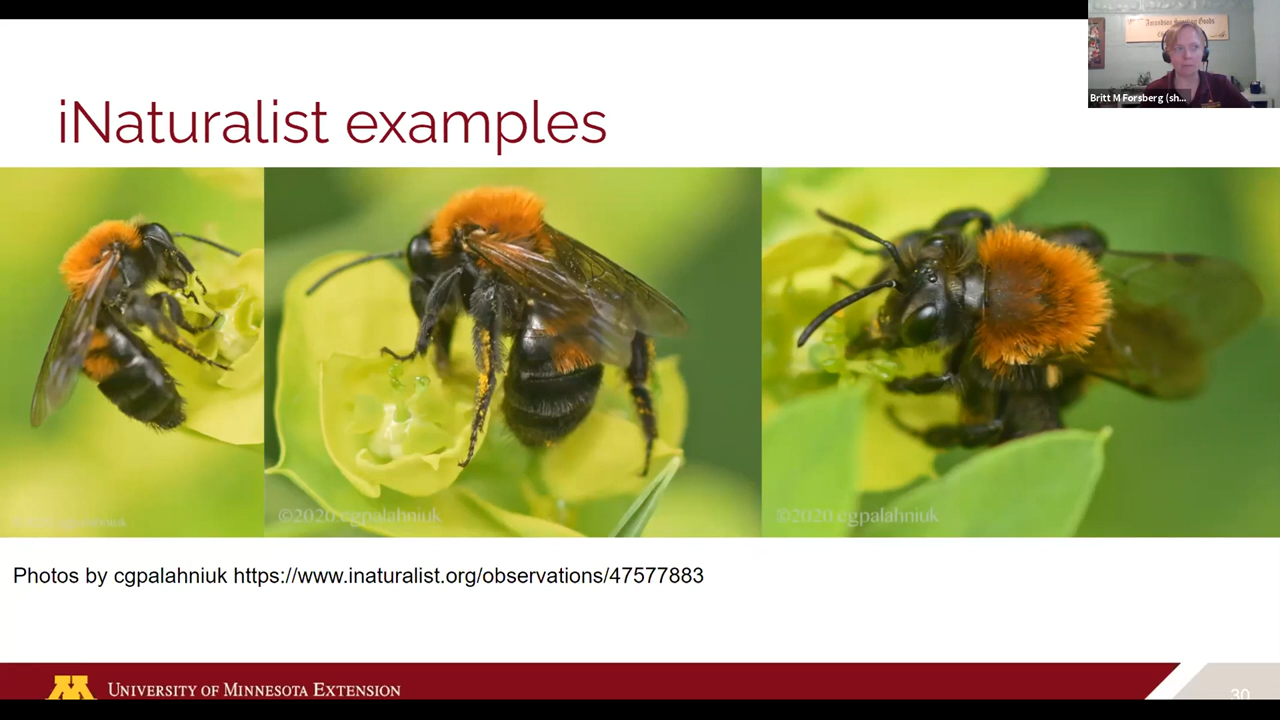 iNaturalist examples
Britt M Forsberg (sh...
©2020 cgpalahniuk
©2020 cgpalahniuk
Photos by cgpalahniuk https://www.inaturalist.org/observations/47577883
UNIVERSITY OF MINNESOTA EXTENSION
30